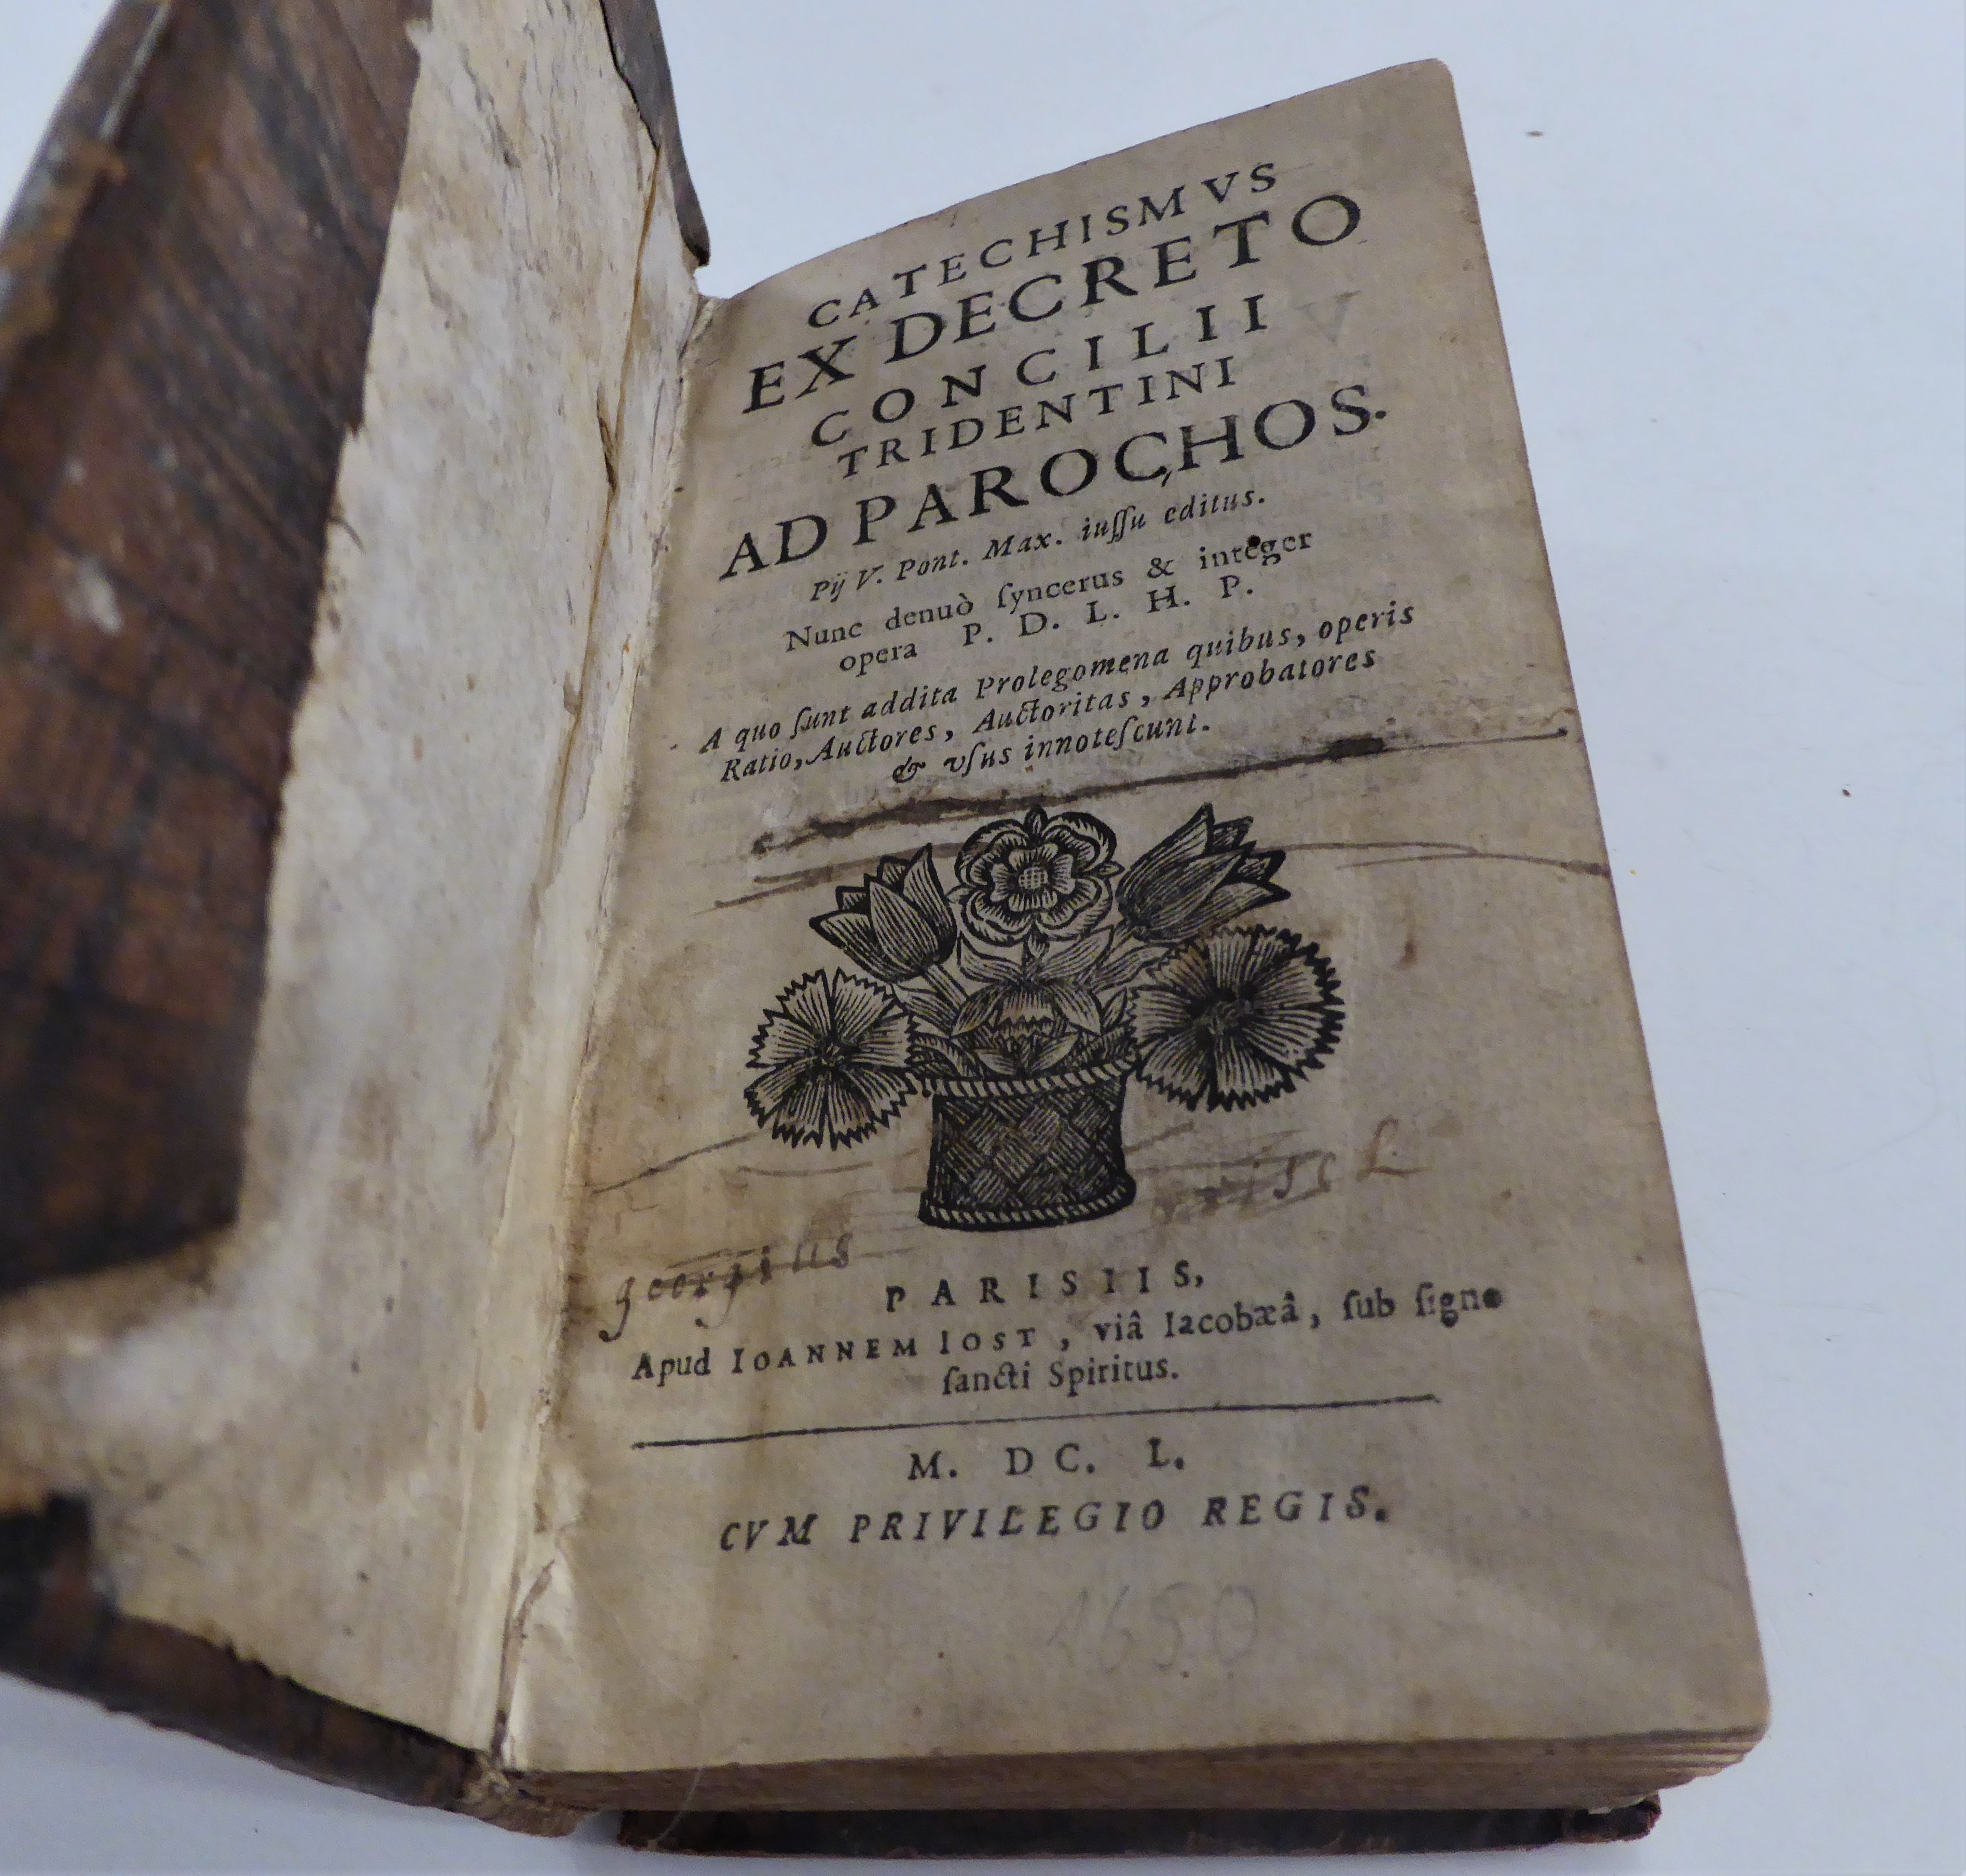 CATECHISMVS
EX DECRETO
CONCILII
TRIDENTINI
AD PAROCHOS.
Pij V. Pont. Max. iuſſu editus.
Nunc denuò ſyncerus & integer
opera P. D. L. H. P.
A quo ſunt addita Prolegomena quibus, operis
Ratio, Auctores, Auctoritas, Approbatores
& vſus innoteſcunt.
georgius
PARISIIS,
Apud IOANNEM IOST, viâ Iacobæâ, ſub ſigno
ſancti Spiritus.
M. DC. L.
CVM PRIVILEGIO REGIS.
1650